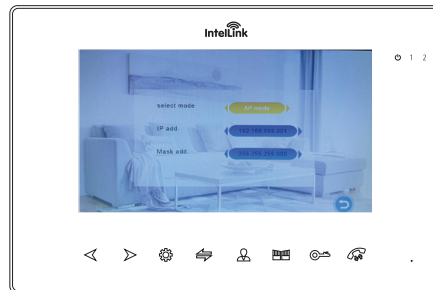 IntelLink
1 2
select mode AP mode
IP add.
Mask add.